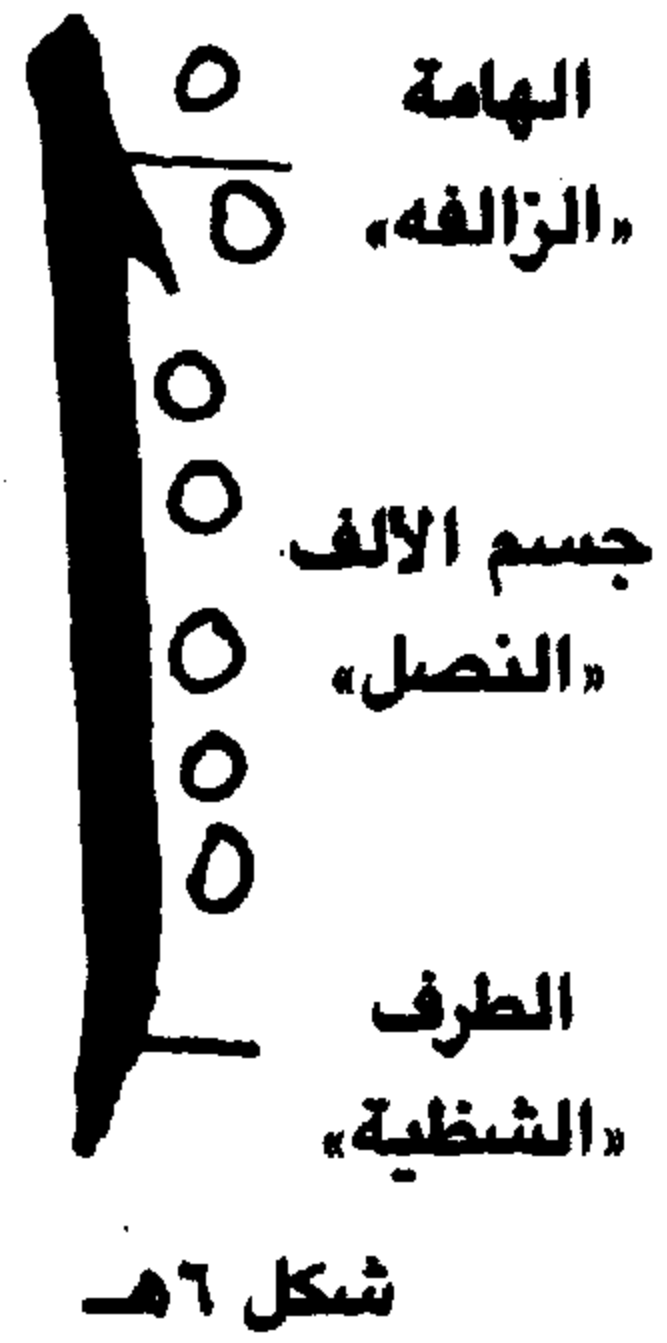 الهامة
«الزالفه»
جسم الألف
«النصل»
الطرف
«الشظية»
شكل ٦هـ